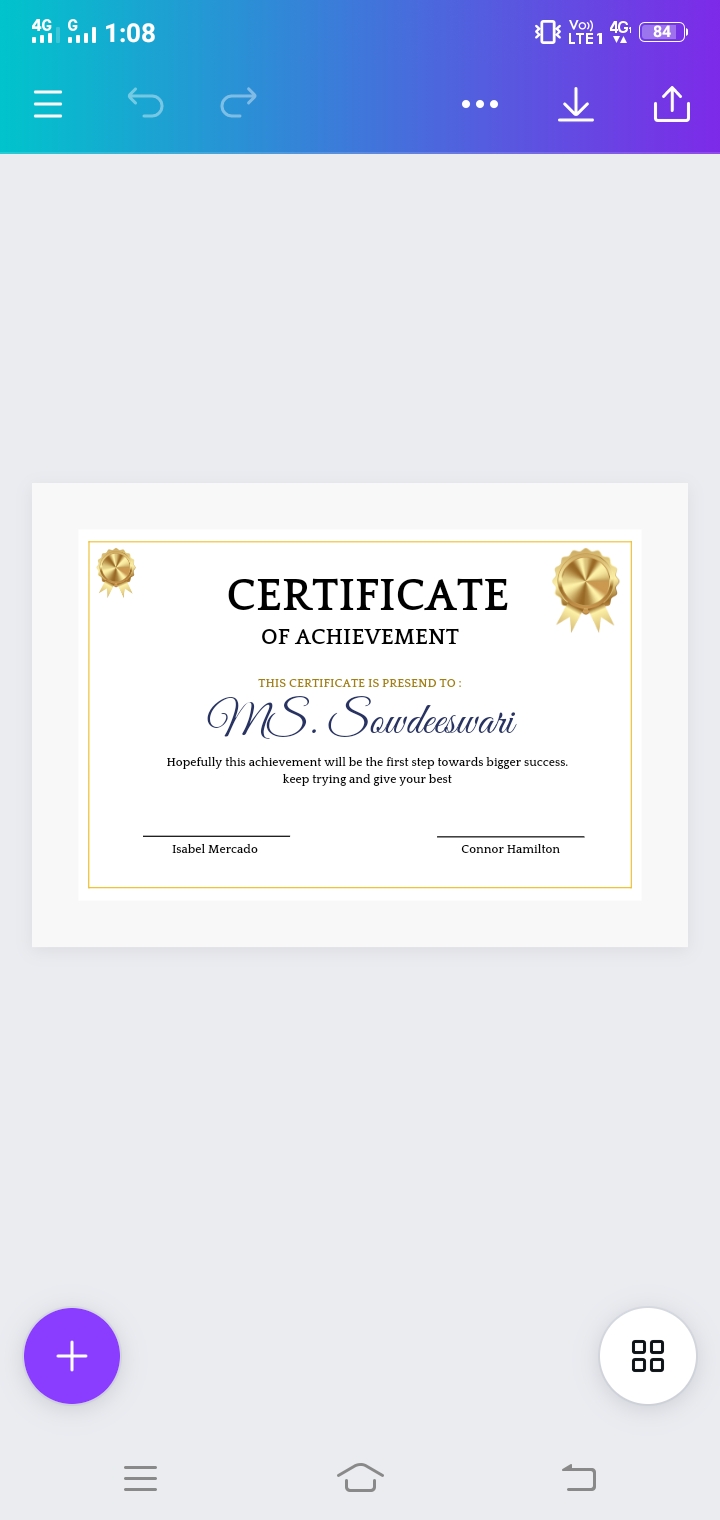 4G G 1:08 Vo)) LTE1 4G 84
CERTIFICATE
OF ACHIEVEMENT
THIS CERTIFICATE IS PRESEND TO :
MS. Sowdeeswari
Hopefully this achievement will be the first step towards bigger success.
keep trying and give your best
Isabel Mercado Connor Hamilton